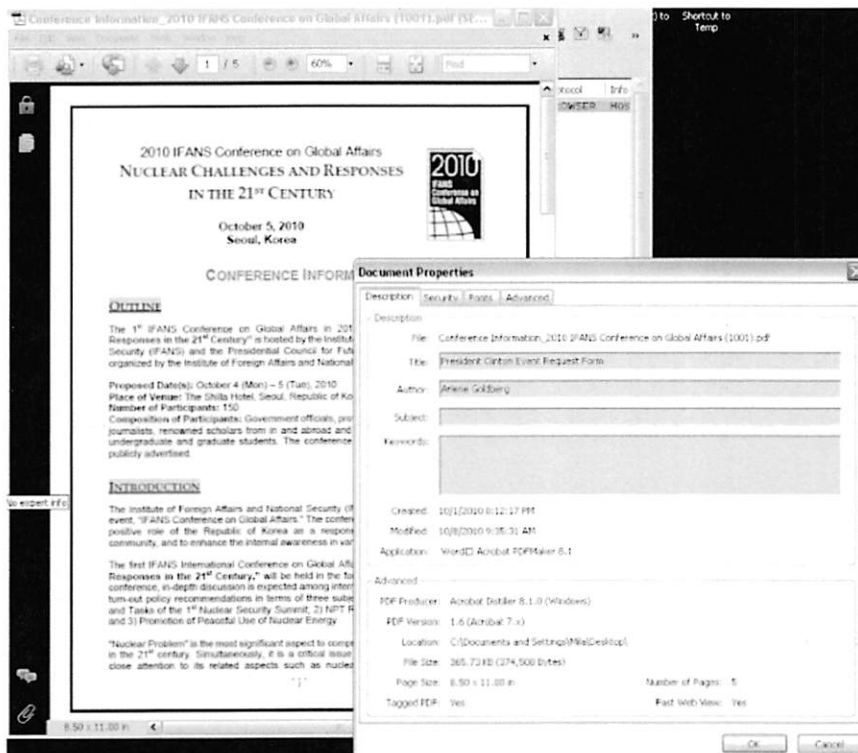 Conference Information_2010 IFANS Conference on Global Affairs (1001).pdf (SE...
Shortcut to
Temp
1 / 5
60%
Find
Info
2010 IFANS Conference on Global Affairs
NUCLEAR CHALLENGES AND RESPONSES
IN THE 21ST CENTURY
October 5, 2010
Seoul, Korea
2010
IFANS
Conference on
Global Affairs
CONFERENCE INFORM
OUTLINE
The 1st IFANS Conference on Global Affairs in 201
Responses in the 21st Century" is hosted by the Institut
Security (IFANS) and the Presidential Council for Futu
organized by the Institute of Foreign Affairs and National
Proposed Date(s): October 4 (Mon) – 5 (Tue), 2010
Place of Venue: The Shilla Hotel, Seoul, Republic of Ko
Number of Participants: 150
Composition of Participants: Government officials, pro
journalists, renowned scholars from in and abroad and
undergraduate and graduate students. The conference
publicly advertised.
INTRODUCTION
No expert info
The Institute of Foreign Affairs and National Security (IF
event, "IFANS Conference on Global Affairs." The confere
positive role of the Republic of Korea as a respons
community, and to enhance the internal awareness in var
The first IFANS International Conference on Global Affa
Responses in the 21st Century," will be held in the fo
conference, in-depth discussion is expected among inter
turn-out policy recommendations in terms of three subje
and Tasks of the 1st Nuclear Security Summit; 2) NPT R
and 3) Promotion of Peaceful Use of Nuclear Energy
"Nuclear Problem" is the most significant aspect to compe
in the 21st century. Simultaneously, it is a critical issue
close attention to its related aspects such as nuclea
8.50 x 11.00 in
Document Properties
Description Security Fonts Advanced
Description
File: Conference Information_2010 IFANS Conference on Global Affairs (1001).pdf
Title: President Clinton Event Request Form
Author: Arlene Goldberg
Subject:
Keywords:
Created: 10/1/2010 8:12:17 PM
Modified: 10/8/2010 9:35:31 AM
Application: Word Acrobat PDFMaker 8.1
Advanced
PDF Producer: Acrobat Distiller 8.1.0 (Windows)
PDF Version: 1.6 (Acrobat 7.x)
Location: C:\Documents and Settings\Mila\Desktop\
File Size: 365.73 KB (374,508 Bytes)
Page Size: 8.50 x 11.00 in Number of Pages: 5
Tagged PDF: Yes Fast Web View: Yes
OK Cancel